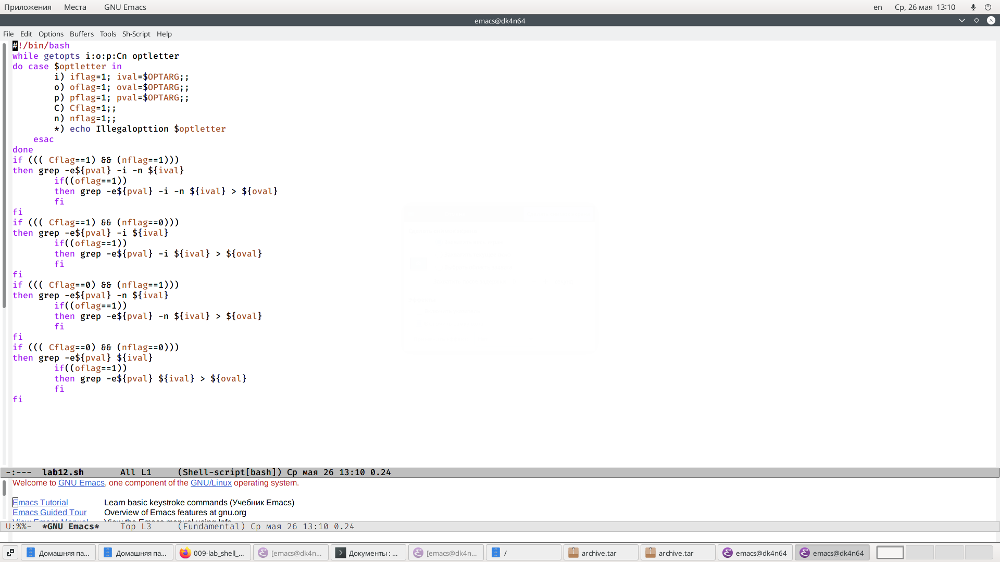 Приложения Места GNU Emacs en Ср, 26 мая 13:10
emacs@dk4n64
File Edit Options Buffers Tools Sh-Script Help
#!/bin/bash
while getopts i:o:p:Cn optletter
do case $optletter in
        i) iflag=1; ival=$OPTARG;;
        o) oflag=1; oval=$OPTARG;;
        p) pflag=1; pval=$OPTARG;;
        C) Cflag=1;;
        n) nflag=1;;
        *) echo Illegalopttion $optletter
    esac
done
if ((( Cflag==1) && (nflag==1)))
then grep -e${pval} -i -n ${ival}
        if((oflag==1))
        then grep -e${pval} -i -n ${ival} > ${oval}
        fi
fi
if ((( Cflag==1) && (nflag==0)))
then grep -e${pval} -i ${ival}
        if((oflag==1))
        then grep -e${pval} -i ${ival} > ${oval}
        fi
fi
if ((( Cflag==0) && (nflag==1)))
then grep -e${pval} -n ${ival}
        if((oflag==1))
        then grep -e${pval} -n ${ival} > ${oval}
        fi
fi
if ((( Cflag==0) && (nflag==0)))
then grep -e${pval} ${ival}
        if((oflag==1))
        then grep -e${pval} ${ival} > ${oval}
        fi
fi
-:--- lab12.sh All L1 (Shell-script[bash]) Ср мая 26 13:10 0.24
Welcome to GNU Emacs, one component of the GNU/Linux operating system.
Emacs Tutorial Learn basic keystroke commands (Учебник Emacs)
Emacs Guided Tour Overview of Emacs features at gnu.org
View Emacs Manual View the Emacs manual using Info
U:%%- *GNU Emacs* Top L3 (Fundamental) Ср мая 26 13:10 0.24
Домашняя па... Домашняя па... 009-lab_shell_... [emacs@dk4n... Документы : ... [emacs@dk4n... / archive.tar archive.tar emacs@dk4n64 emacs@dk4n64